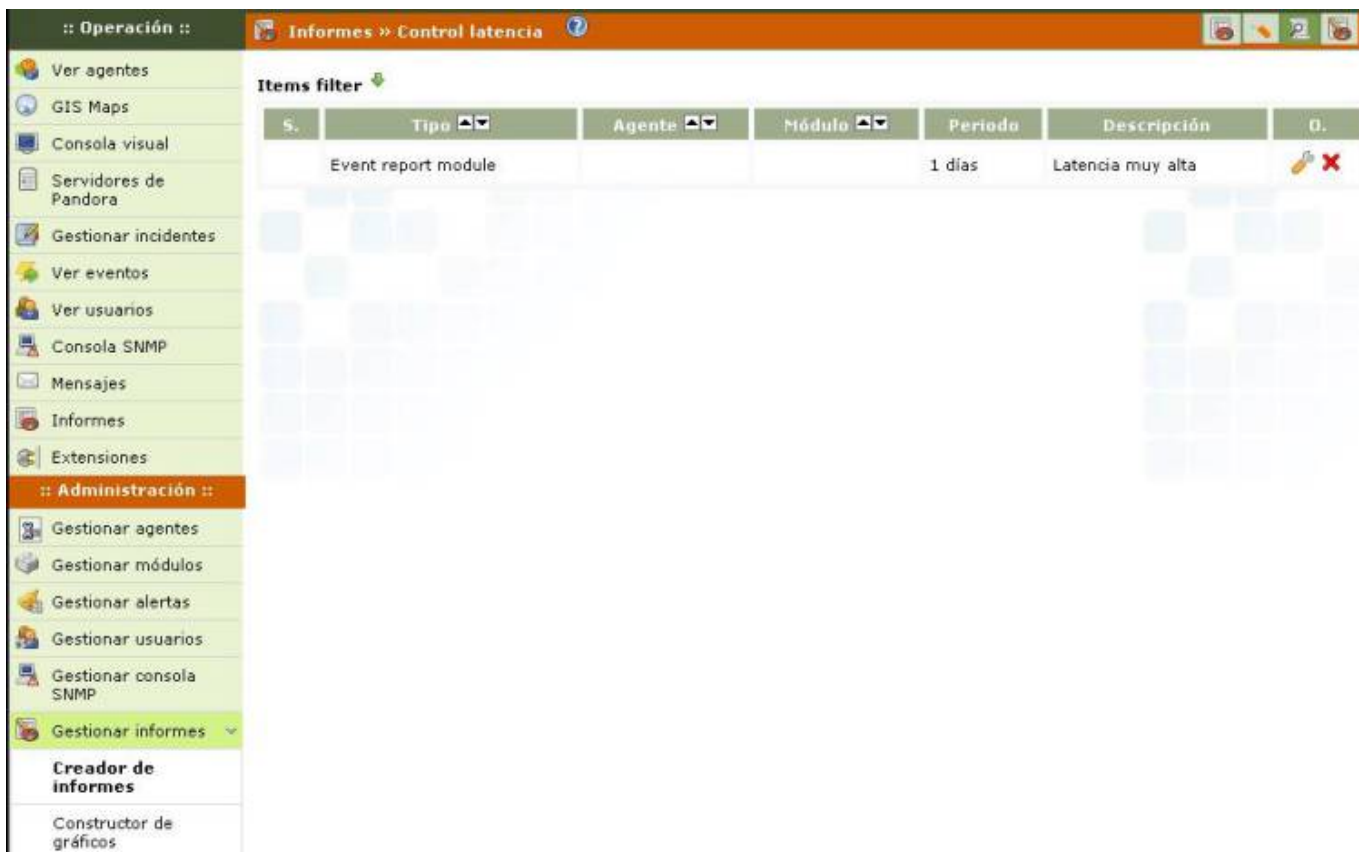 :: Operación ::
Ver agentes
GIS Maps
Consola visual
Servidores de
Pandora
Gestionar incidentes
Ver eventos
Ver usuarios
Consola SNMP
Mensajes
Informes
Extensiones
:: Administración ::
Gestionar agentes
Gestionar módulos
Gestionar alertas
Gestionar usuarios
Gestionar consola
SNMP
Gestionar informes
Creador de
informes
Constructor de
gráficos
Informes » Control latencia
Items filter
S. Tipo Agente Módulo Periodo Descripción O.
Event report module 1 días Latencia muy alta